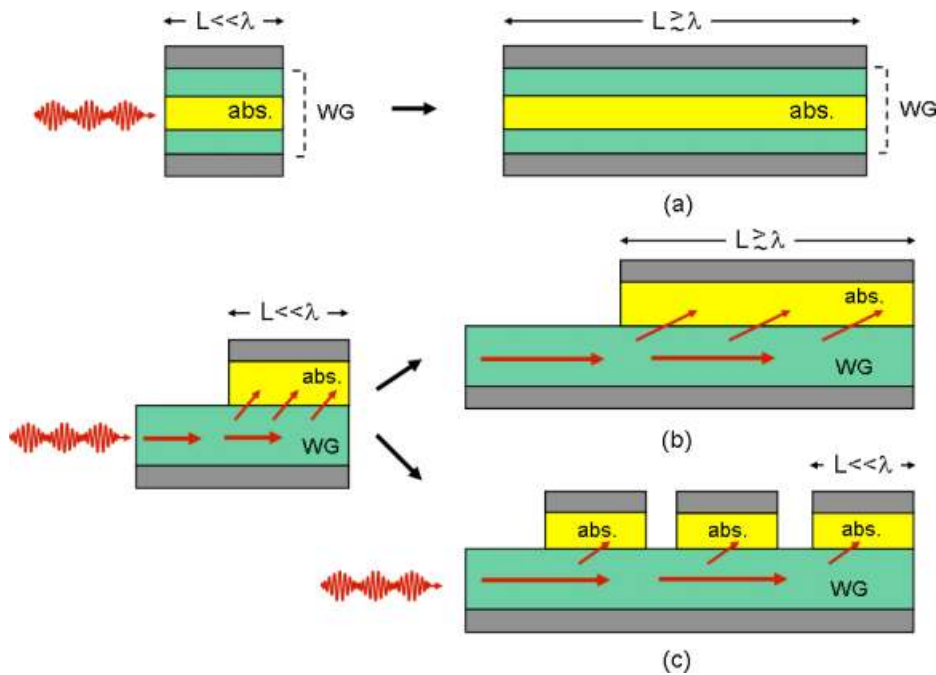 L<<λ
L≳λ
abs.
WG
abs.
WG
(a)
L≳λ
abs.
WG
(b)
L<<λ
abs.
WG
L<<λ
abs.
abs.
abs.
WG
(c)